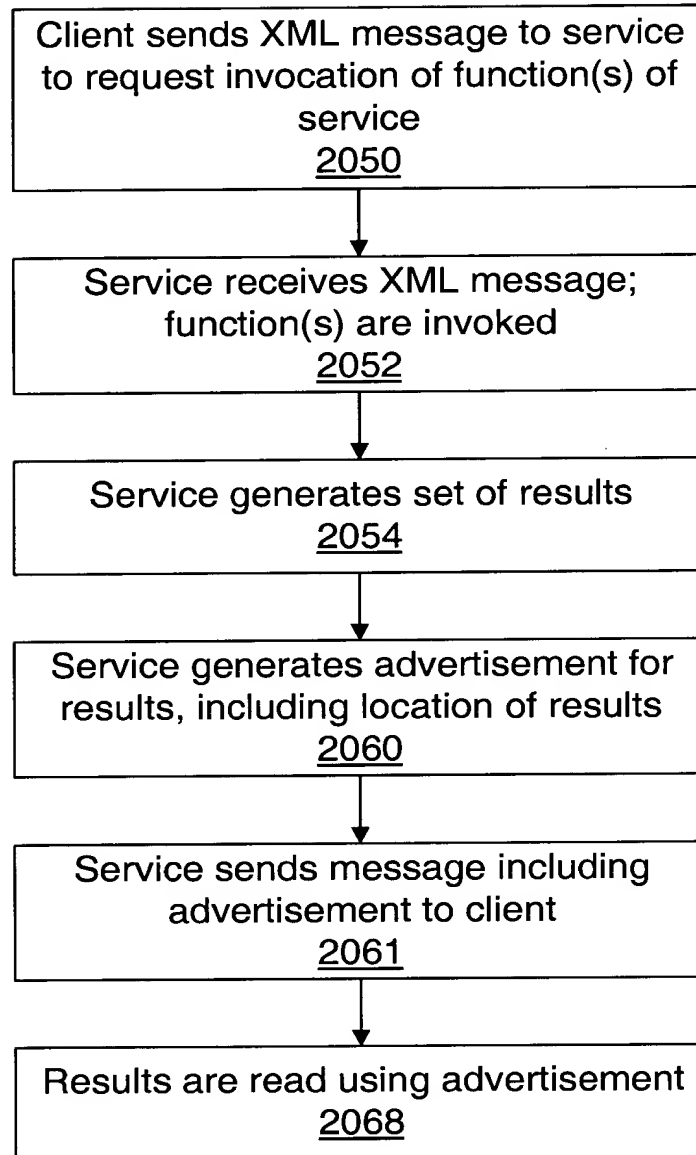 Client sends XML message to service
to request invocation of function(s) of
service
2050
Service receives XML message;
function(s) are invoked
2052
Service generates set of results
2054
Service generates advertisement for
results, including location of results
2060
Service sends message including
advertisement to client
2061
Results are read using advertisement
2068